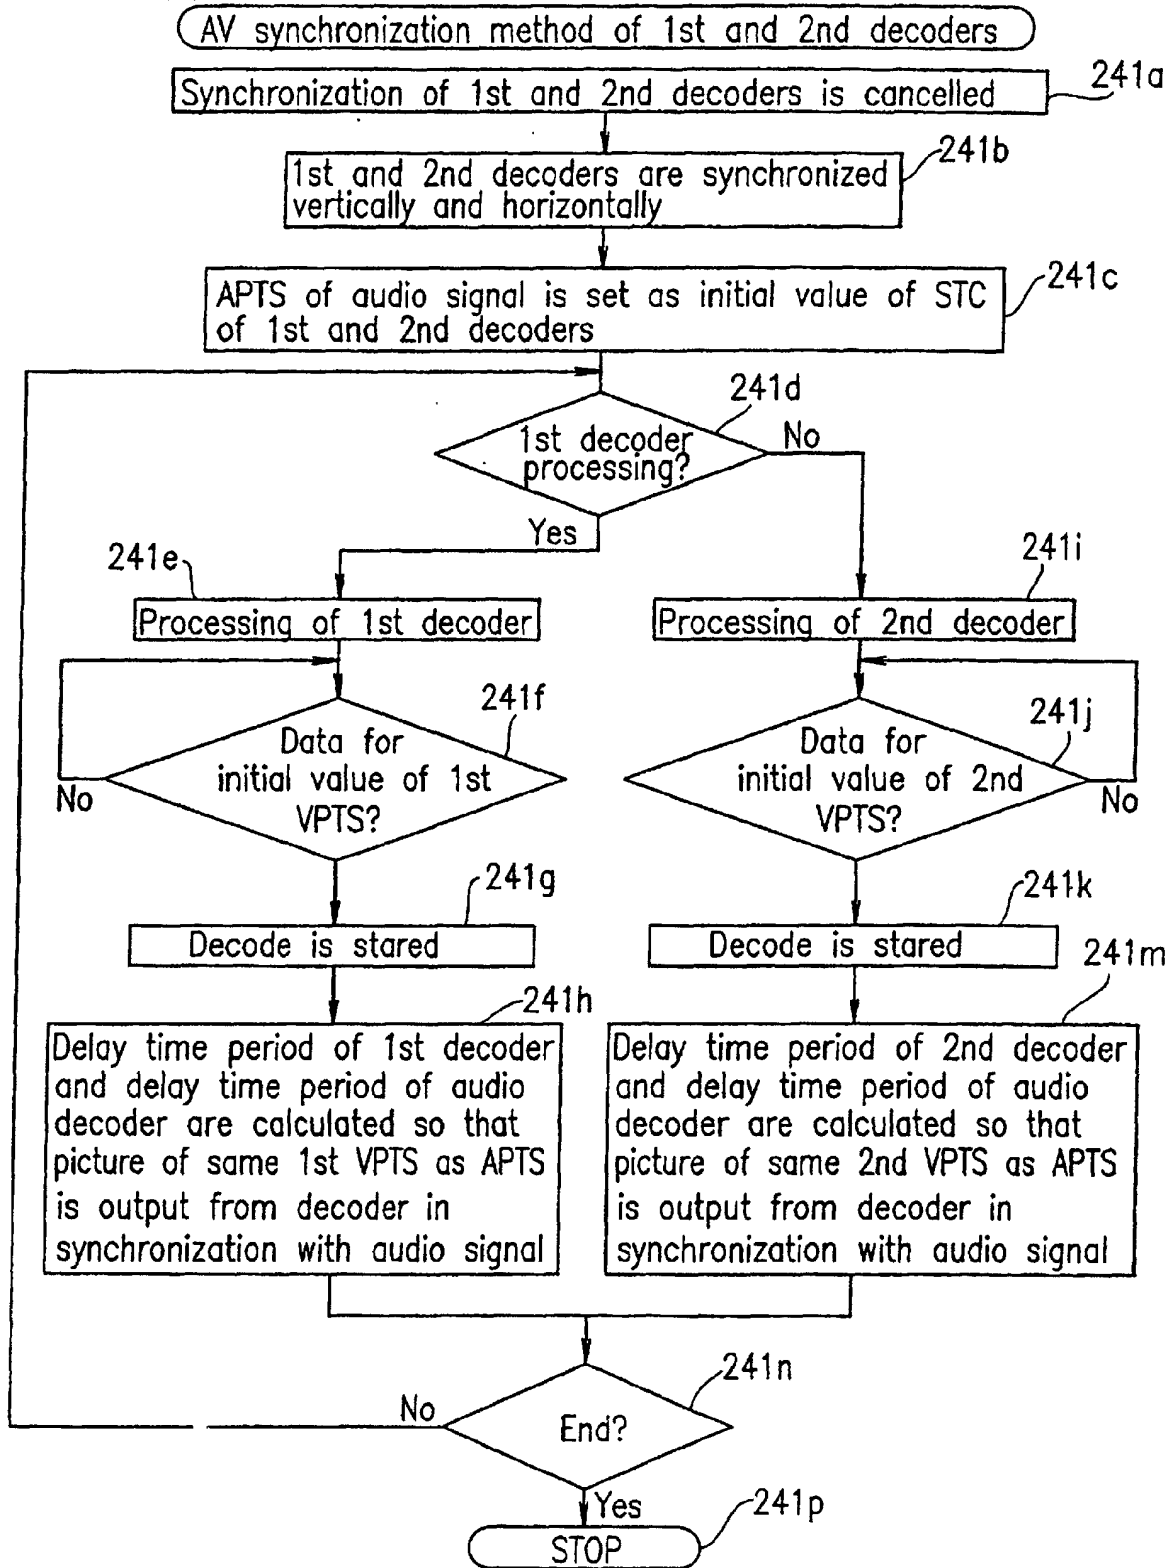 AV synchronization method of 1st and 2nd decoders
241a
Synchronization of 1st and 2nd decoders is cancelled
241b
1st and 2nd decoders are synchronized
vertically and horizontally
241c
APTS of audio signal is set as initial value of STC
of 1st and 2nd decoders
241d
1st decoder
processing?
No
Yes
241e
241i
Processing of 1st decoder
Processing of 2nd decoder
241f
241j
Data for
initial value of 1st
VPTS?
No
Data for
initial value of 2nd
VPTS?
No
241g
241k
Decode is stared
Decode is stared
241h
241m
Delay time period of 1st decoder
and delay time period of audio
decoder are calculated so that
picture of same 1st VPTS as APTS
is output from decoder in
synchronization with audio signal
Delay time period of 2nd decoder
and delay time period of audio
decoder are calculated so that
picture of same 2nd VPTS as APTS
is output from decoder in
synchronization with audio signal
241n
No
End?
Yes
241p
STOP